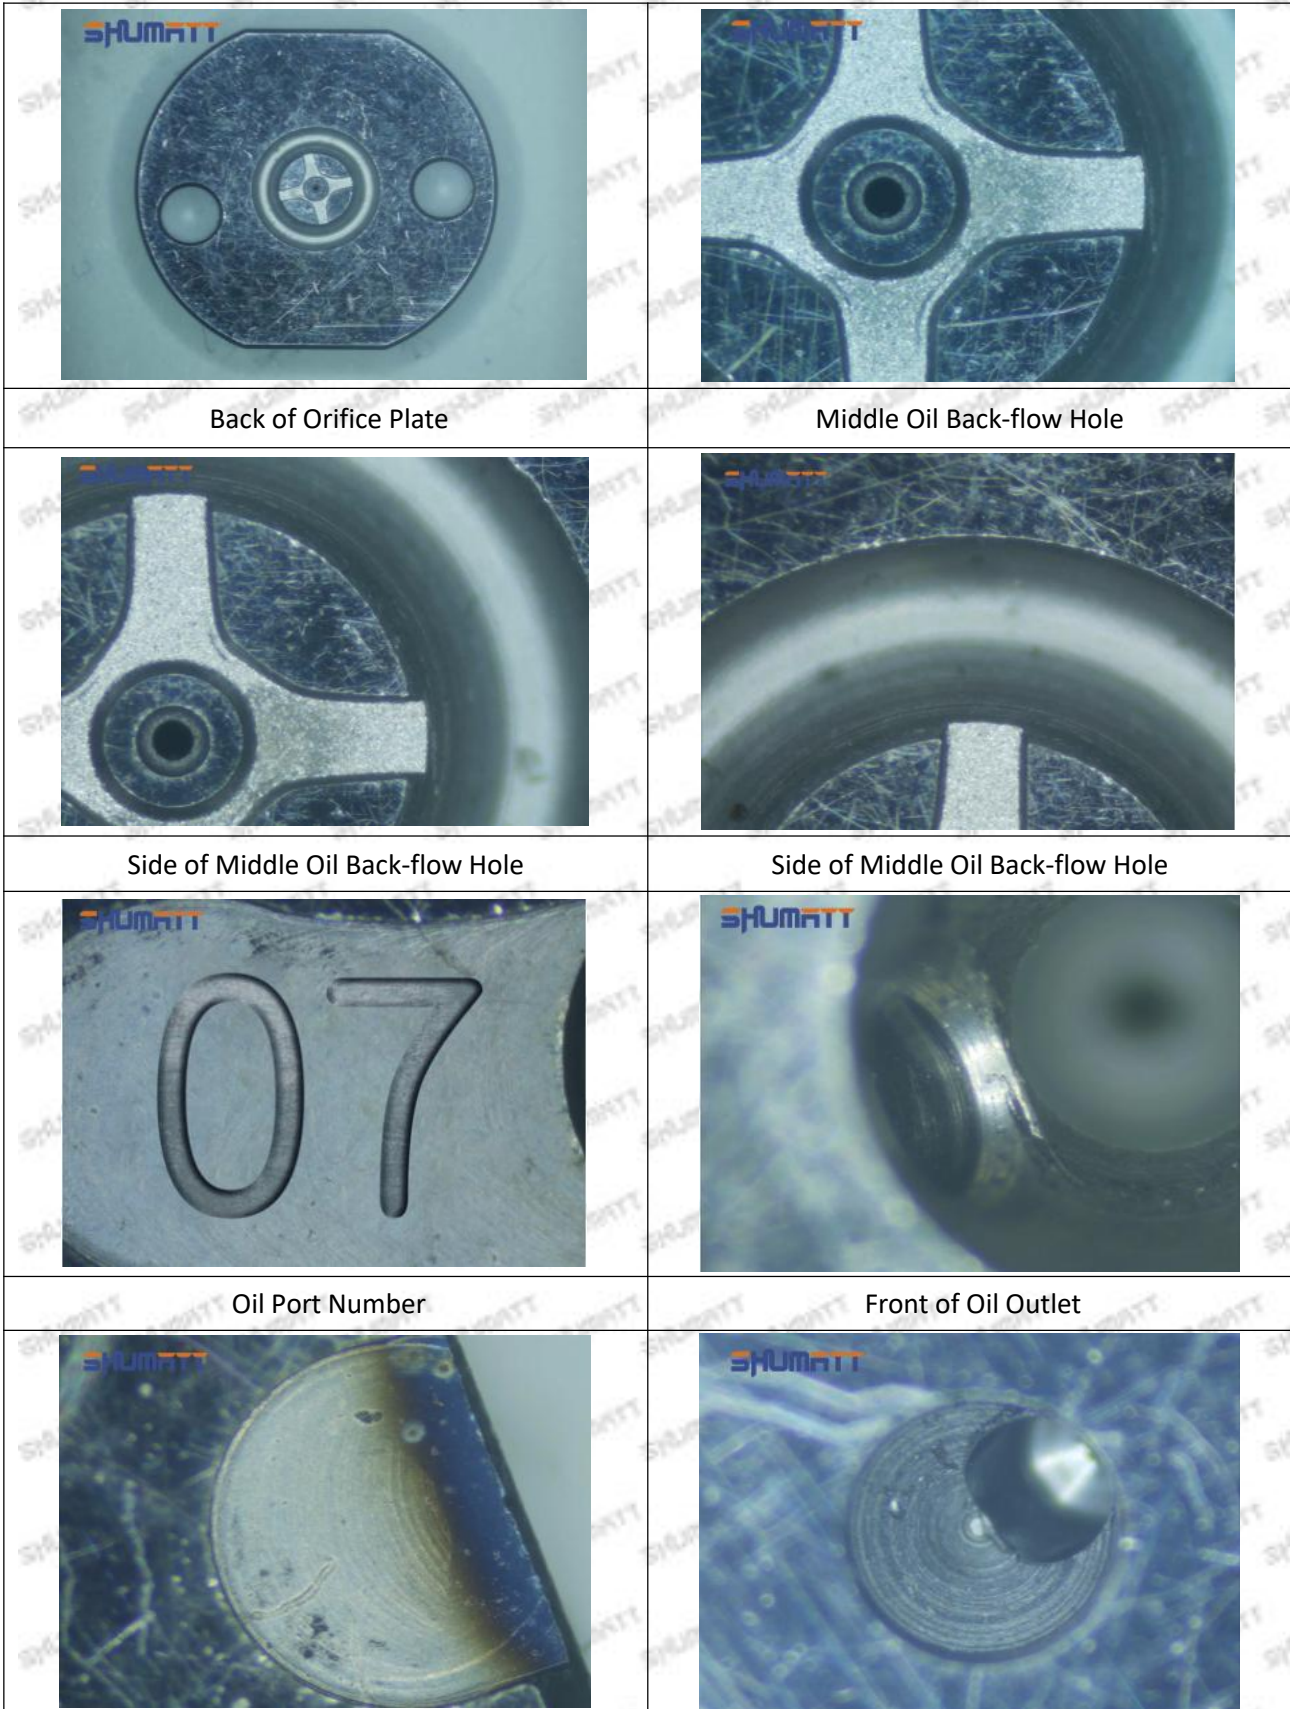 SHUMATT
SHUMATT
Back of Orifice Plate
Middle Oil Back-flow Hole
SHUMATT
SHUMATT
Side of Middle Oil Back-flow Hole
Side of Middle Oil Back-flow Hole
SHUMATT
SHUMATT
07
Oil Port Number
Front of Oil Outlet
SHUMATT
SHUMATT